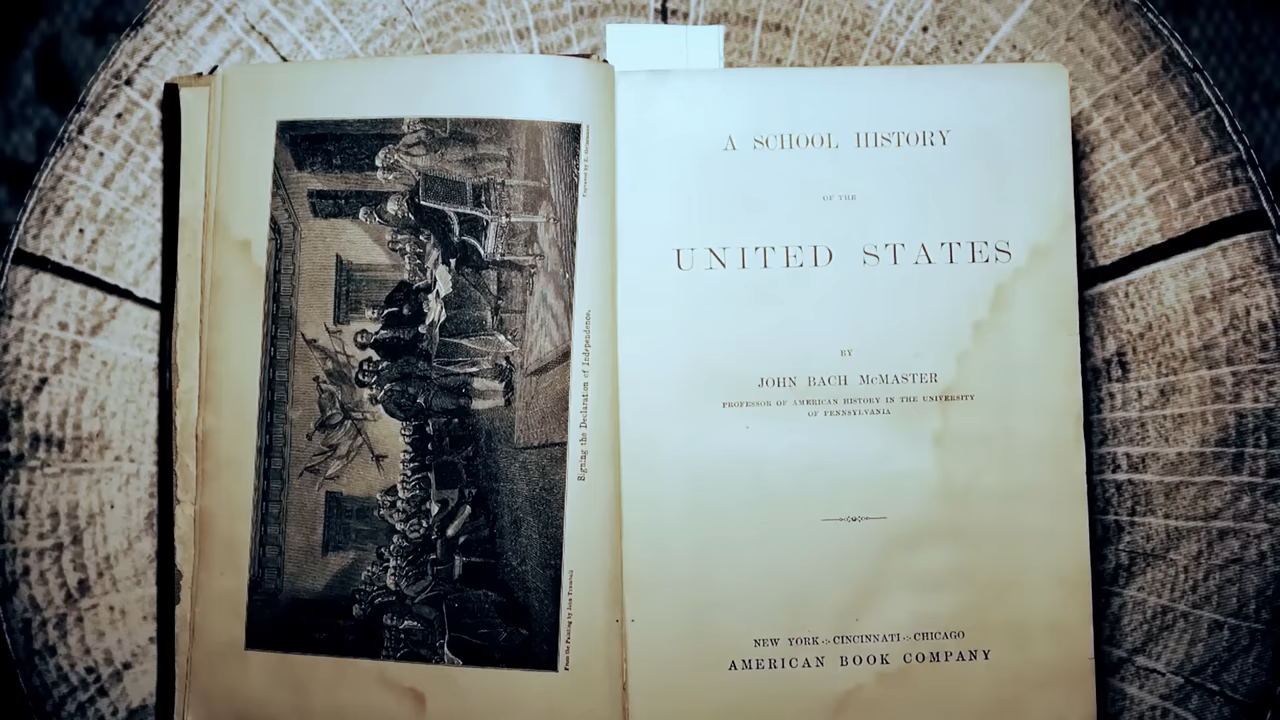 Signing the Declaration of Independence.
From the Painting by John Trumbull
A SCHOOL HISTORY
OF THE
UNITED STATES
BY
JOHN BACH McMASTER
PROFESSOR OF AMERICAN HISTORY IN THE UNIVERSITY
OF PENNSYLVANIA
NEW YORK ·:· CINCINNATI ·:· CHICAGO
AMERICAN BOOK COMPANY